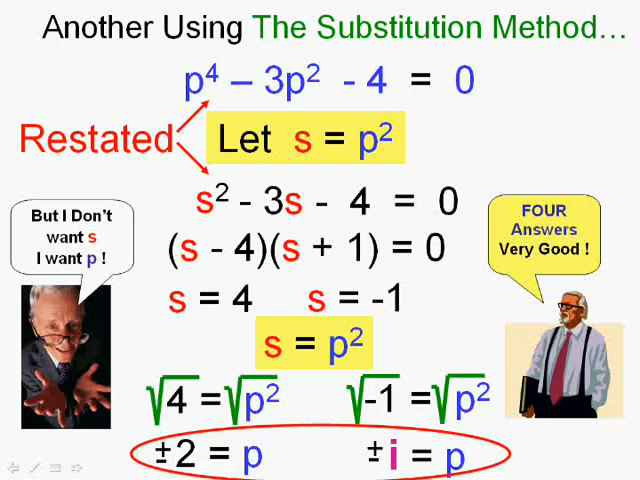 Another Using The Substitution Method...
p⁴ – 3p² - 4 = 0
Restated
Let s = p²
s² - 3s - 4 = 0
But I Don't
want s
I want p !
FOUR
Answers
Very Good !
(s - 4)(s + 1) = 0
s = 4 s = -1
s = p²
√4 = √p² √-1 = √p²
±2 = p ±i = p